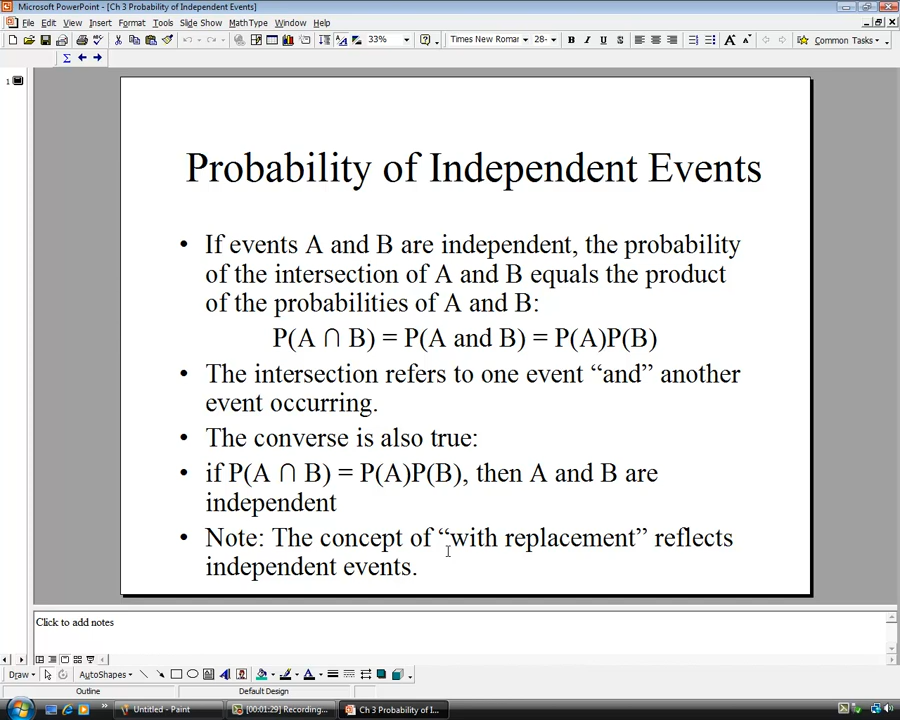 Microsoft PowerPoint - [Ch 3 Probability of Independent Events]
File Edit View Insert Format Tools Slide Show MathType Window Help
33% Times New Romar 28 B I U S A A Common Tasks
Σ
1
Probability of Independent Events
• If events A and B are independent, the probability
of the intersection of A and B equals the product
of the probabilities of A and B:
P(A ∩ B) = P(A and B) = P(A)P(B)
• The intersection refers to one event “and” another
event occurring.
• The converse is also true:
• if P(A ∩ B) = P(A)P(B), then A and B are
independent
• Note: The concept of “with replacement” reflects
independent events.
Click to add notes
Draw AutoShapes
Outline Default Design
Untitled - Paint [00:01:29] Recording... Ch 3 Probability of I...